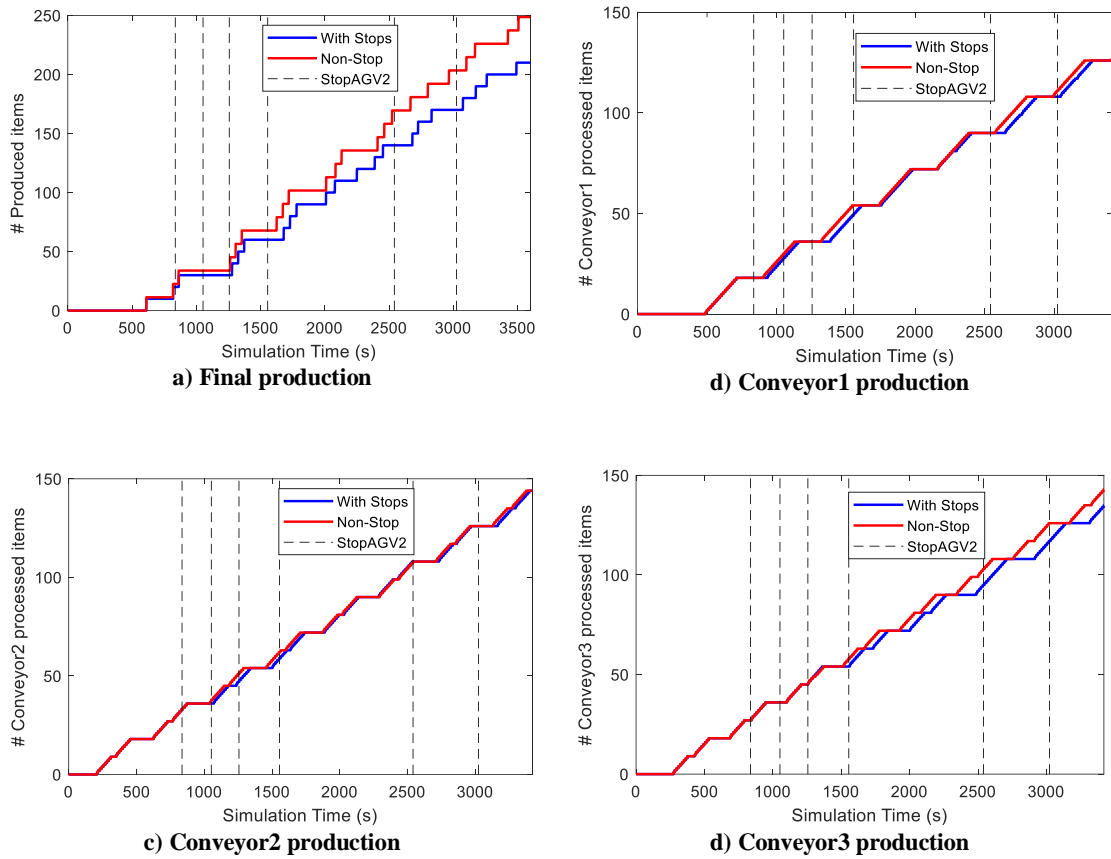 250
200
150
100
50
0
# Produced items
With Stops
Non-Stop
StopAGV2
0 500 1000 1500 2000 2500 3000 3500
Simulation Time (s)
a) Final production
150
100
50
0
# Conveyor1 processed items
With Stops
Non-Stop
StopAGV2
0 500 1000 1500 2000 2500 3000
Simulation Time (s)
d) Conveyor1 production
150
100
50
0
# Conveyor2 processed items
With Stops
Non-Stop
StopAGV2
0 500 1000 1500 2000 2500 3000
Simulation Time (s)
c) Conveyor2 production
150
100
50
0
# Conveyor3 processed items
With Stops
Non-Stop
StopAGV2
0 500 1000 1500 2000 2500 3000
Simulation Time (s)
d) Conveyor3 production